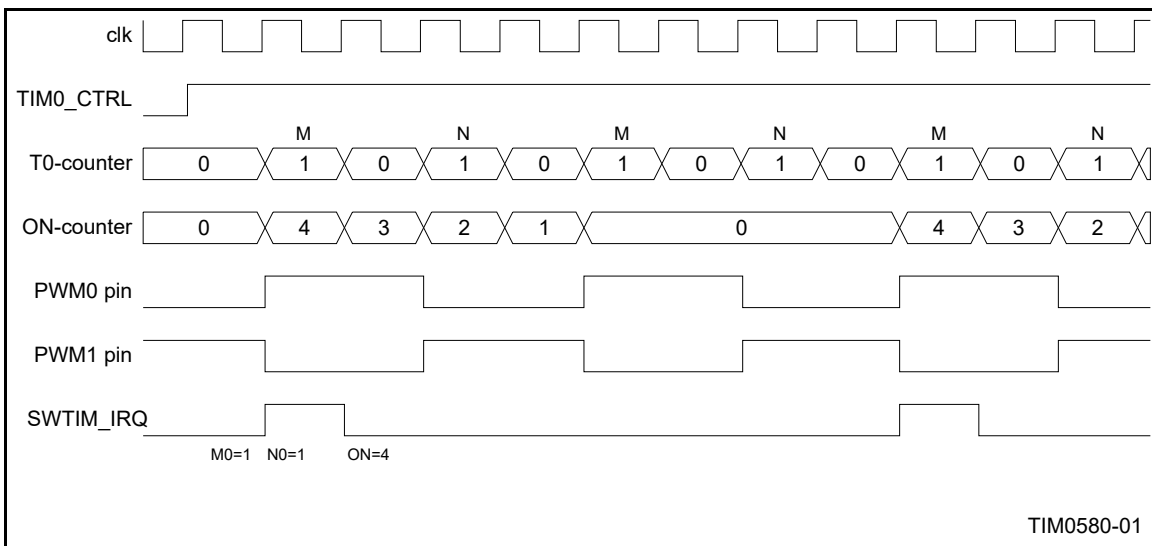 clk
TIM0_CTRL
M N M N M N
T0-counter 0 1 0 1 0 1 0 1 0 1 0 1
ON-counter 0 4 3 2 1 0 4 3 2
PWM0 pin
PWM1 pin
SWTIM_IRQ
M0=1 N0=1 ON=4
TIM0580-01